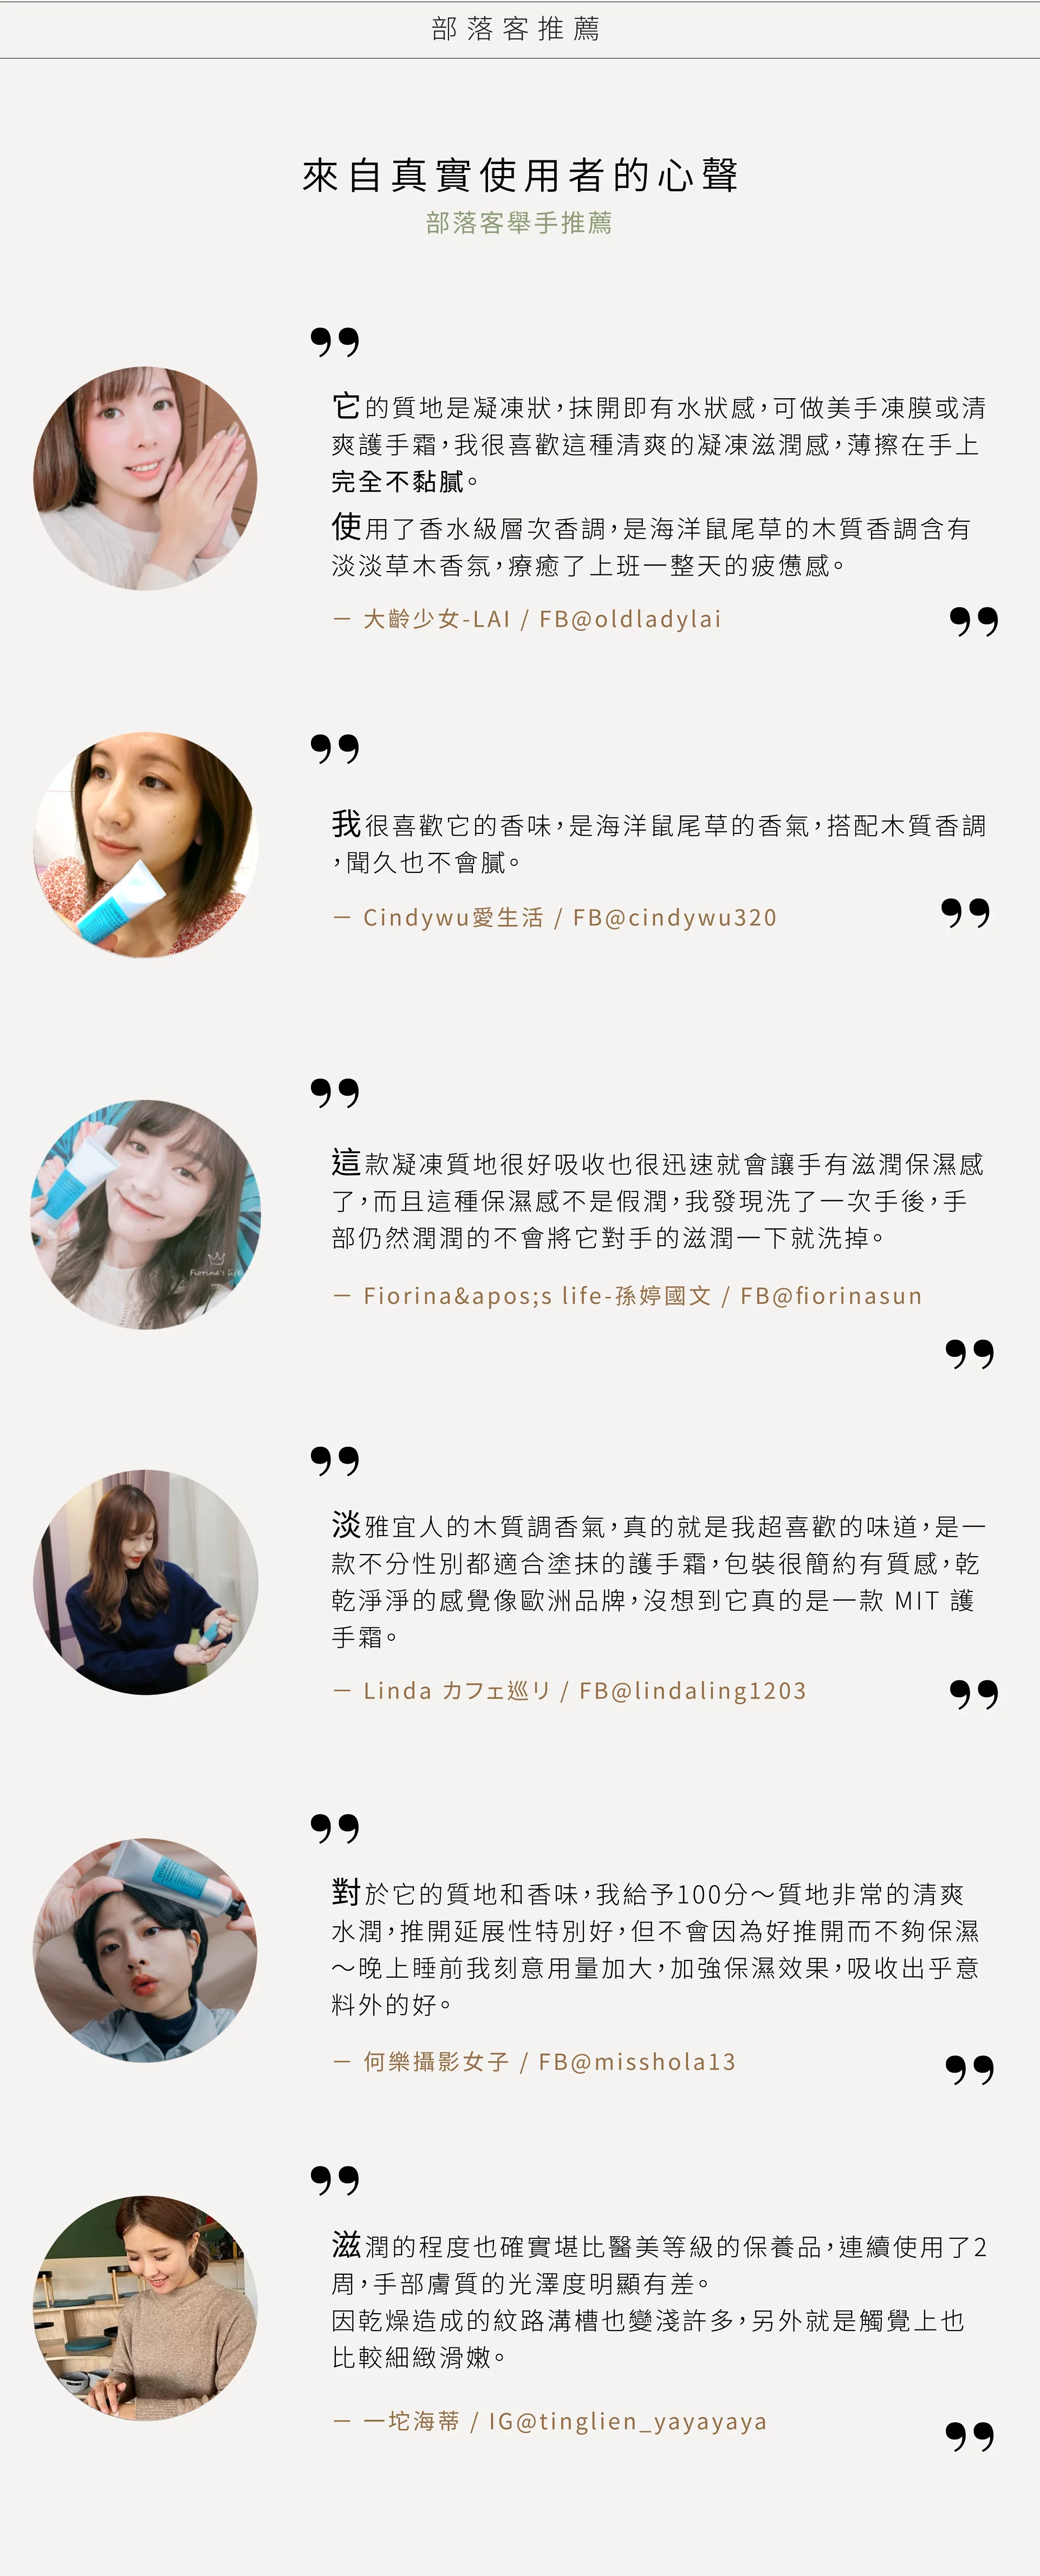 部落客推薦
來自真實使用者的心聲
部落客舉手推薦
❜❜
它的質地是凝凍狀，抹開即有水狀感，可做美手凍膜或清
爽護手霜，我很喜歡這種清爽的凝凍滋潤感，薄擦在手上
完全不黏膩。
使用了香水級層次香調，是海洋鼠尾草的木質香調含有
淡淡草木香氛，療癒了上班一整天的疲憊感。
— 大齡少女-LAI / FB@oldladylai
❜❜
❜❜
我很喜歡它的香味，是海洋鼠尾草的香氣，搭配木質香調
，聞久也不會膩。
— Cindywu愛生活 / FB@cindywu320
❜❜
❜❜
這款凝凍質地很好吸收也很迅速就會讓手有滋潤保濕感
了，而且這種保濕感不是假潤，我發現洗了一次手後，手
部仍然潤潤的不會將它對手的滋潤一下就洗掉。
Fiorina's life
— Fiorina&apos;s life-孫婷國文 / FB@fiorinasun
❜❜
❜❜
淡雅宜人的木質調香氣，真的就是我超喜歡的味道，是一
款不分性別都適合塗抹的護手霜，包裝很簡約有質感，乾
乾淨淨的感覺像歐洲品牌，沒想到它真的是一款 MIT 護
手霜。
— Linda カフェ巡リ / FB@lindaling1203
❜❜
❜❜
對於它的質地和香味，我給予100分～質地非常的清爽
水潤，推開延展性特別好，但不會因為好推開而不夠保濕
～晚上睡前我刻意用量加大，加強保濕效果，吸收出乎意
料外的好。
— 何樂攝影女子 / FB@misshola13
❜❜
❜❜
滋潤的程度也確實堪比醫美等級的保養品，連續使用了2
周，手部膚質的光澤度明顯有差。
因乾燥造成的紋路溝槽也變淺許多，另外就是觸覺上也
比較細緻滑嫩。
— 一坨海蒂 / IG@tinglien_yayayaya
❜❜